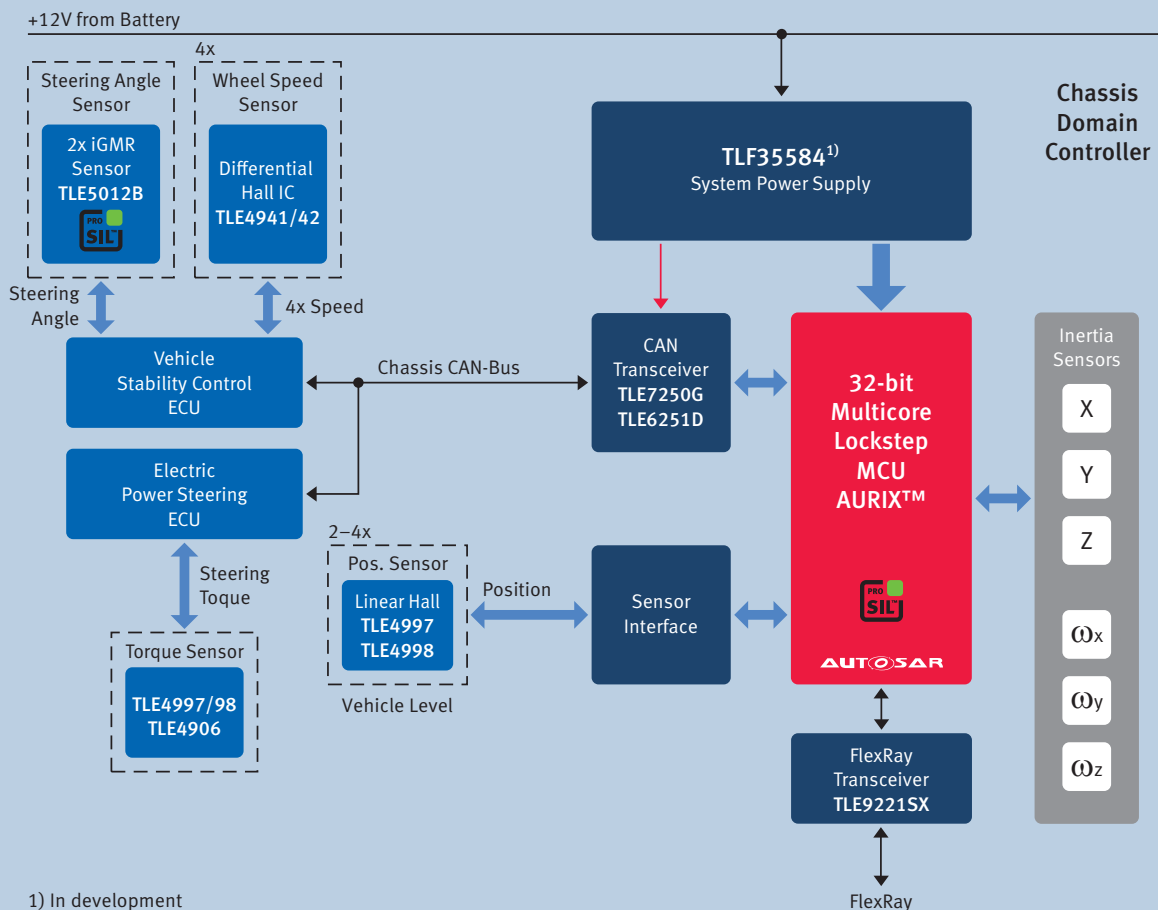 +12V from Battery
4x
Steering Angle
Sensor
2x iGMR
Sensor
TLE5012B
PRO
SIL™
Wheel Speed
Sensor
Differential
Hall IC
TLE4941/42
TLF35584¹⁾
System Power Supply
Chassis
Domain
Controller
Steering
Angle
4x Speed
Vehicle
Stability Control
ECU
Chassis CAN-Bus
CAN
Transceiver
TLE7250G
TLE6251D
32-bit
Multicore
Lockstep
MCU
AURIX™
PRO
SIL™
AUTOSAR
Inertia
Sensors
X
Y
Z
ωx
ωy
ωz
Electric
Power Steering
ECU
Steering
Toque
2–4x
Pos. Sensor
Linear Hall
TLE4997
TLE4998
Vehicle Level
Position
Sensor
Interface
Torque Sensor
TLE4997/98
TLE4906
FlexRay
Transceiver
TLE9221SX
1) In development
FlexRay